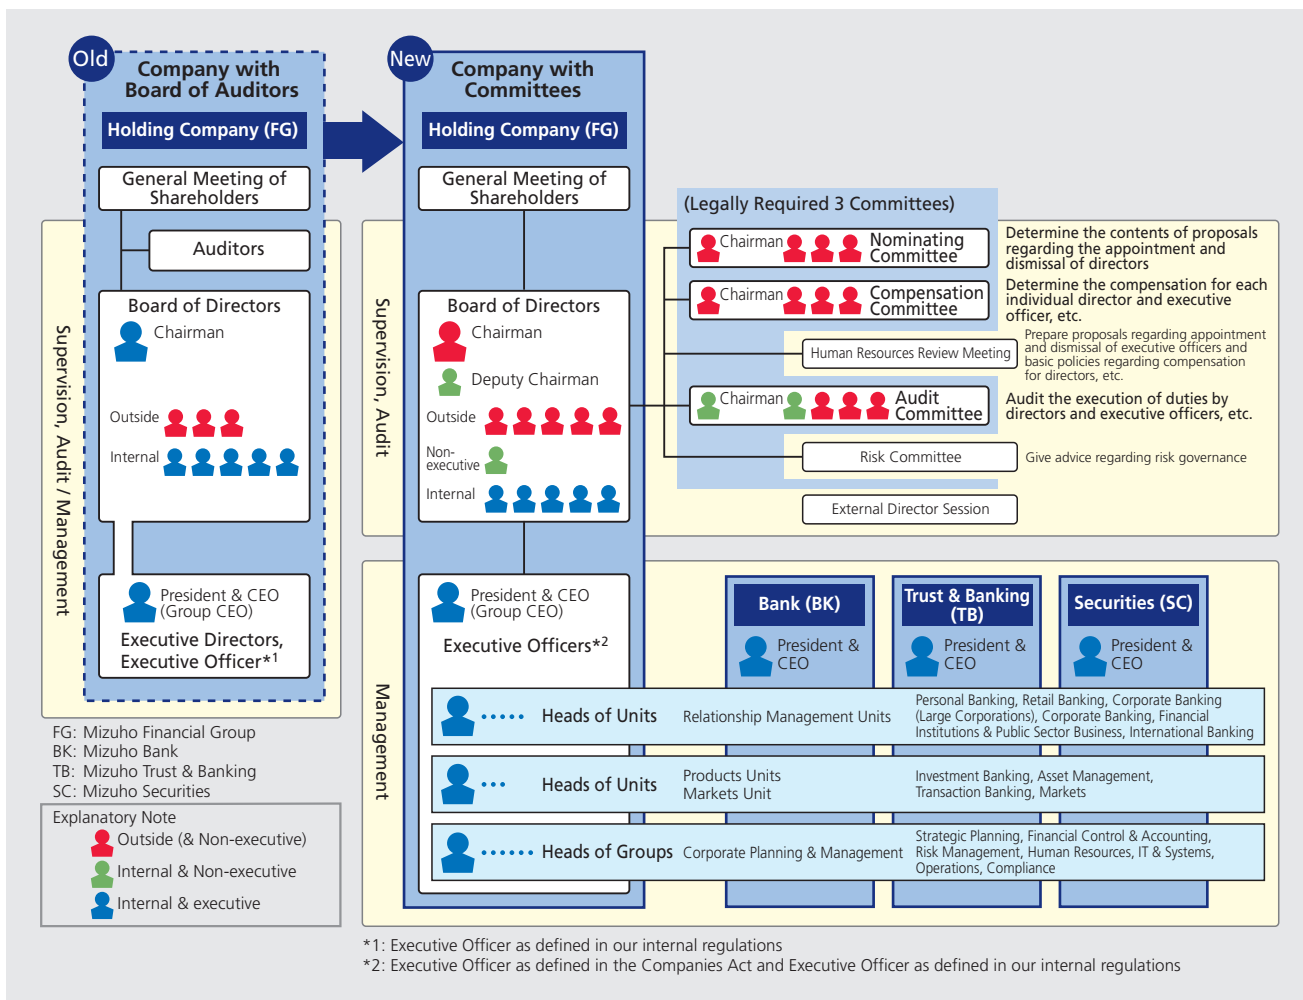 Old
Company with
Board of Auditors
Holding Company (FG)
General Meeting of
Shareholders
Auditors
Board of Directors
Chairman
Outside
Internal
President & CEO
(Group CEO)
Executive Directors,
Executive Officer*1
Supervision, Audit / Management
New
Company with
Committees
Holding Company (FG)
General Meeting of
Shareholders
Board of Directors
Chairman
Deputy Chairman
Outside
Non-
executive
Internal
Supervision, Audit
(Legally Required 3 Committees)
Chairman
Nominating
Committee
Determine the contents of proposals
regarding the appointment and
dismissal of directors
Chairman
Compensation
Committee
Determine the compensation for each
individual director and executive
officer, etc.
Human Resources Review Meeting
Prepare proposals regarding appointment
and dismissal of executive officers and
basic policies regarding compensation
for directors, etc.
Chairman
Audit
Committee
Audit the execution of duties by
directors and executive officers, etc.
Risk Committee
Give advice regarding risk governance
External Director Session
Management
President & CEO
(Group CEO)
Executive Officers*2
Bank (BK)
President &
CEO
Trust & Banking
(TB)
President &
CEO
Securities (SC)
President &
CEO
Heads of Units
Relationship Management Units
Personal Banking, Retail Banking, Corporate Banking
(Large Corporations), Corporate Banking, Financial
Institutions & Public Sector Business, International Banking
Heads of Units
Products Units
Markets Unit
Investment Banking, Asset Management,
Transaction Banking, Markets
Heads of Groups
Corporate Planning & Management
Strategic Planning, Financial Control & Accounting,
Risk Management, Human Resources, IT & Systems,
Operations, Compliance
FG: Mizuho Financial Group
BK: Mizuho Bank
TB: Mizuho Trust & Banking
SC: Mizuho Securities
Explanatory Note
Outside (& Non-executive)
Internal & Non-executive
Internal & executive
*1: Executive Officer as defined in our internal regulations
*2: Executive Officer as defined in the Companies Act and Executive Officer as defined in our internal regulations